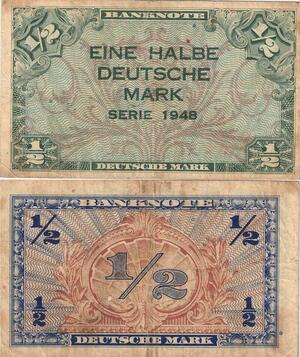 BANKNOTE
1/2 1/2
EINE HALBE
DEUTSCHE
MARK
SERIE 1948
1/2 1/2
DEUTSCHE MARK
BANKNOTE
1/2 1/2
1/2
1/2 1/2
DEUTSCHE MARK